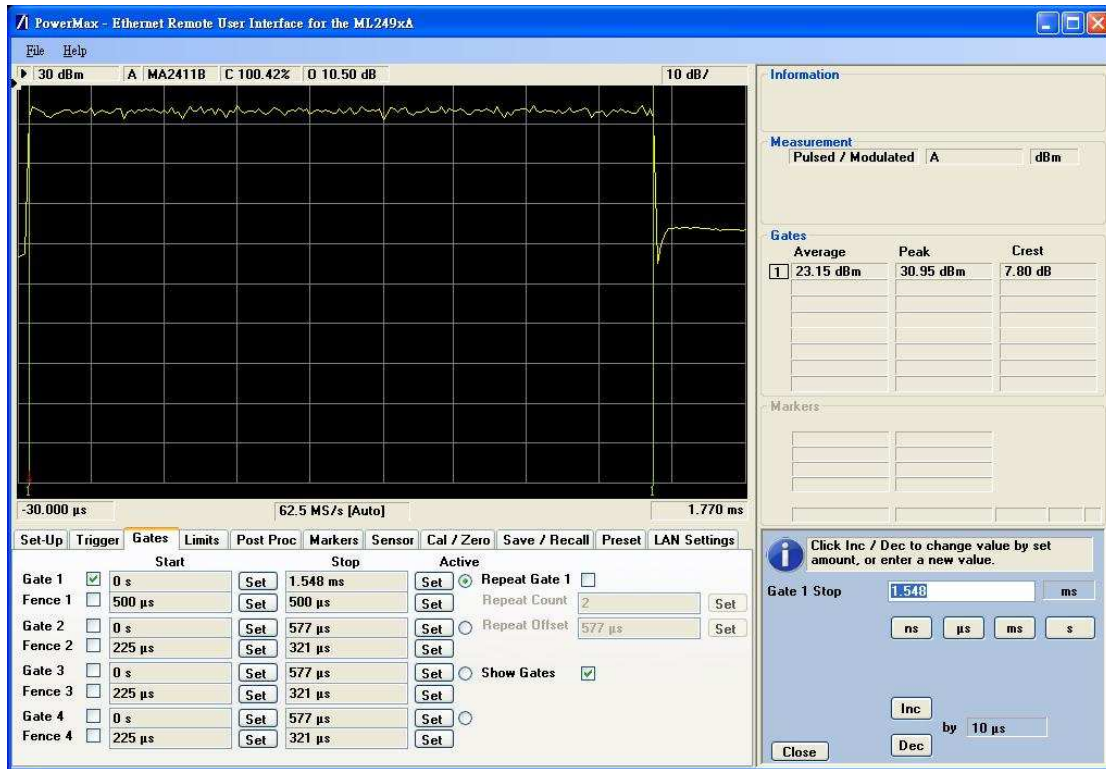 PowerMax - Ethernet Remote User Interface for the ML249xA
File Help
30 dBm A MA2411B C 100.42% O 10.50 dB 10 dB/
1 1
-30.000 µs 62.5 MS/s [Auto] 1.770 ms
Information
Measurement
Pulsed / Modulated A dBm
Gates
Average Peak Crest
1 23.15 dBm 30.95 dBm 7.80 dB
Markers
Set-Up Trigger Gates Limits Post Proc Markers Sensor Cal / Zero Save / Recall Preset LAN Settings
Start Stop Active
Gate 1 0 s Set 1.548 ms Set Repeat Gate 1
Fence 1 500 µs Set 500 µs Set Repeat Count 2 Set
Gate 2 0 s Set 577 µs Set Repeat Offset 577 µs Set
Fence 2 225 µs Set 321 µs Set
Gate 3 0 s Set 577 µs Set Show Gates
Fence 3 225 µs Set 321 µs Set
Gate 4 0 s Set 577 µs Set
Fence 4 225 µs Set 321 µs Set
Click Inc / Dec to change value by set
amount, or enter a new value.
Gate 1 Stop 1.548 ms
ns µs ms s
Inc
by 10 µs
Close Dec